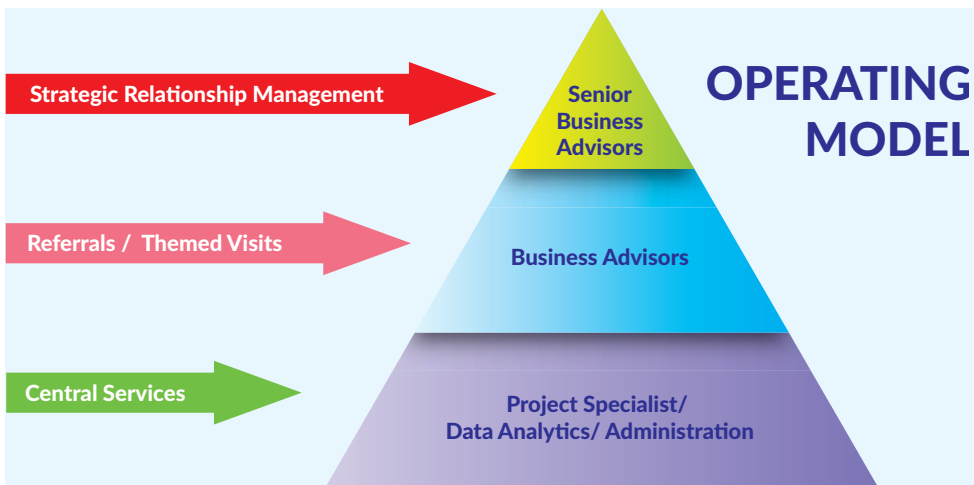 OPERATING
MODEL
Strategic Relationship Management
Senior
Business
Advisors
Referrals /  Themed Visits
Business Advisors
Central Services
Project Specialist/
Data Analytics/ Administration